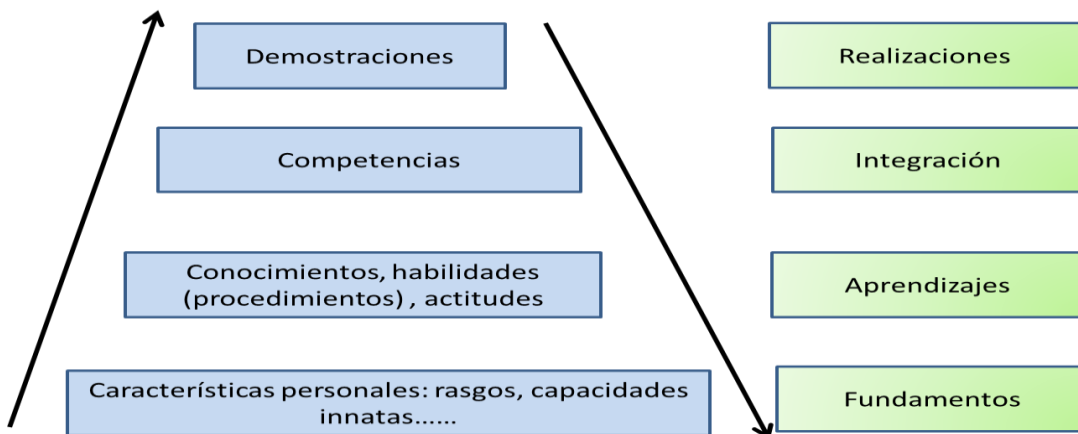 Demostraciones
Realizaciones
Competencias
Integración
Conocimientos, habilidades
(procedimientos) , actitudes
Aprendizajes
Características personales: rasgos, capacidades
innatas......
Fundamentos